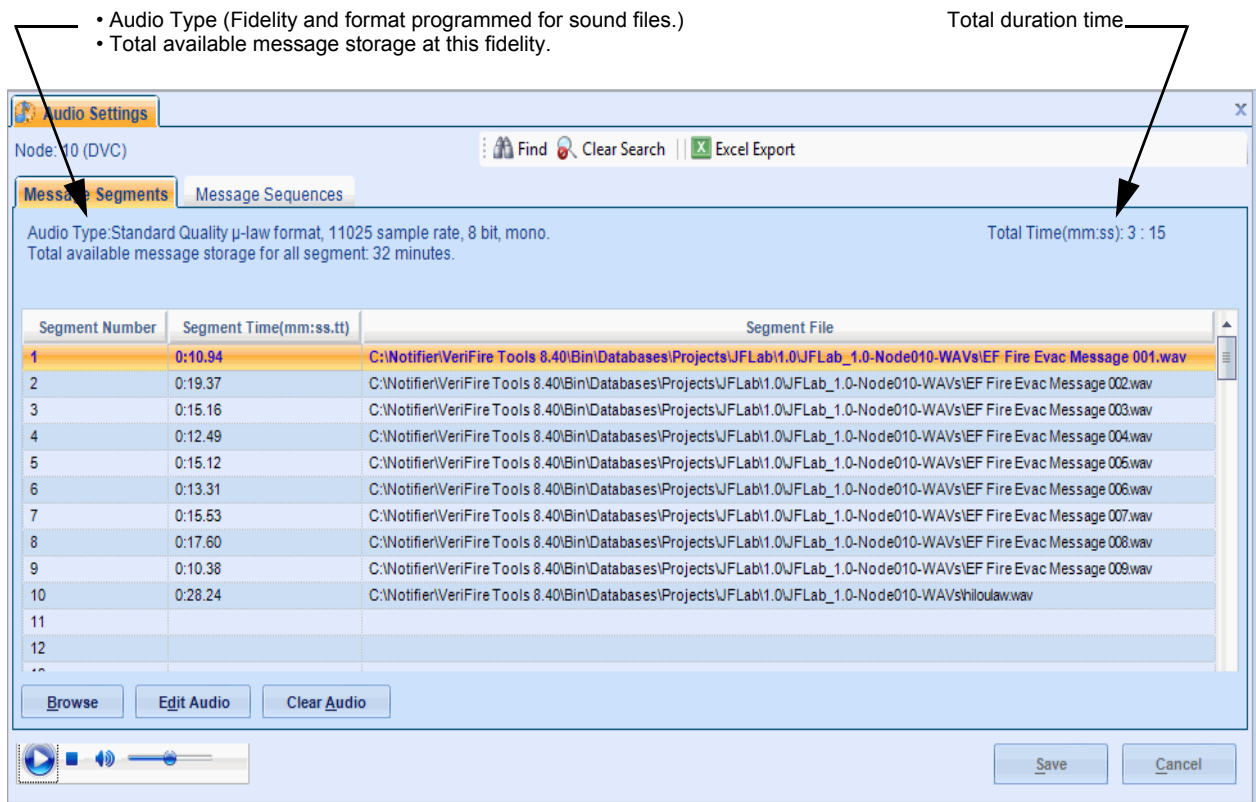 • Audio Type (Fidelity and format programmed for sound files.)
• Total available message storage at this fidelity.
Total duration time
Audio Settings
X
Node: 10 (DVC)
Find Clear Search Excel Export
Message Segments Message Sequences
Audio Type:Standard Quality µ-law format, 11025 sample rate, 8 bit, mono.
Total Time(mm:ss): 3 : 15
Total available message storage for all segment: 32 minutes.
Segment Number Segment Time(mm:ss.tt) Segment File
1 0:10.94 C:\Notifier\VeriFire Tools 8.40\Bin\Databases\Projects\JFLab\1.0\JFLab_1.0-Node010-WAVs\EF Fire Evac Message 001.wav
2 0:19.37 C:\Notifier\VeriFire Tools 8.40\Bin\Databases\Projects\JFLab\1.0\JFLab_1.0-Node010-WAVs\EF Fire Evac Message 002.wav
3 0:15.16 C:\Notifier\VeriFire Tools 8.40\Bin\Databases\Projects\JFLab\1.0\JFLab_1.0-Node010-WAVs\EF Fire Evac Message 003.wav
4 0:12.49 C:\Notifier\VeriFire Tools 8.40\Bin\Databases\Projects\JFLab\1.0\JFLab_1.0-Node010-WAVs\EF Fire Evac Message 004.wav
5 0:15.12 C:\Notifier\VeriFire Tools 8.40\Bin\Databases\Projects\JFLab\1.0\JFLab_1.0-Node010-WAVs\EF Fire Evac Message 005.wav
6 0:13.31 C:\Notifier\VeriFire Tools 8.40\Bin\Databases\Projects\JFLab\1.0\JFLab_1.0-Node010-WAVs\EF Fire Evac Message 006.wav
7 0:15.53 C:\Notifier\VeriFire Tools 8.40\Bin\Databases\Projects\JFLab\1.0\JFLab_1.0-Node010-WAVs\EF Fire Evac Message 007.wav
8 0:17.60 C:\Notifier\VeriFire Tools 8.40\Bin\Databases\Projects\JFLab\1.0\JFLab_1.0-Node010-WAVs\EF Fire Evac Message 008.wav
9 0:10.38 C:\Notifier\VeriFire Tools 8.40\Bin\Databases\Projects\JFLab\1.0\JFLab_1.0-Node010-WAVs\EF Fire Evac Message 009.wav
10 0:28.24 C:\Notifier\VeriFire Tools 8.40\Bin\Databases\Projects\JFLab\1.0\JFLab_1.0-Node010-WAVs\hiloulaw.wav
11
12
Browse Edit Audio Clear Audio
Save Cancel